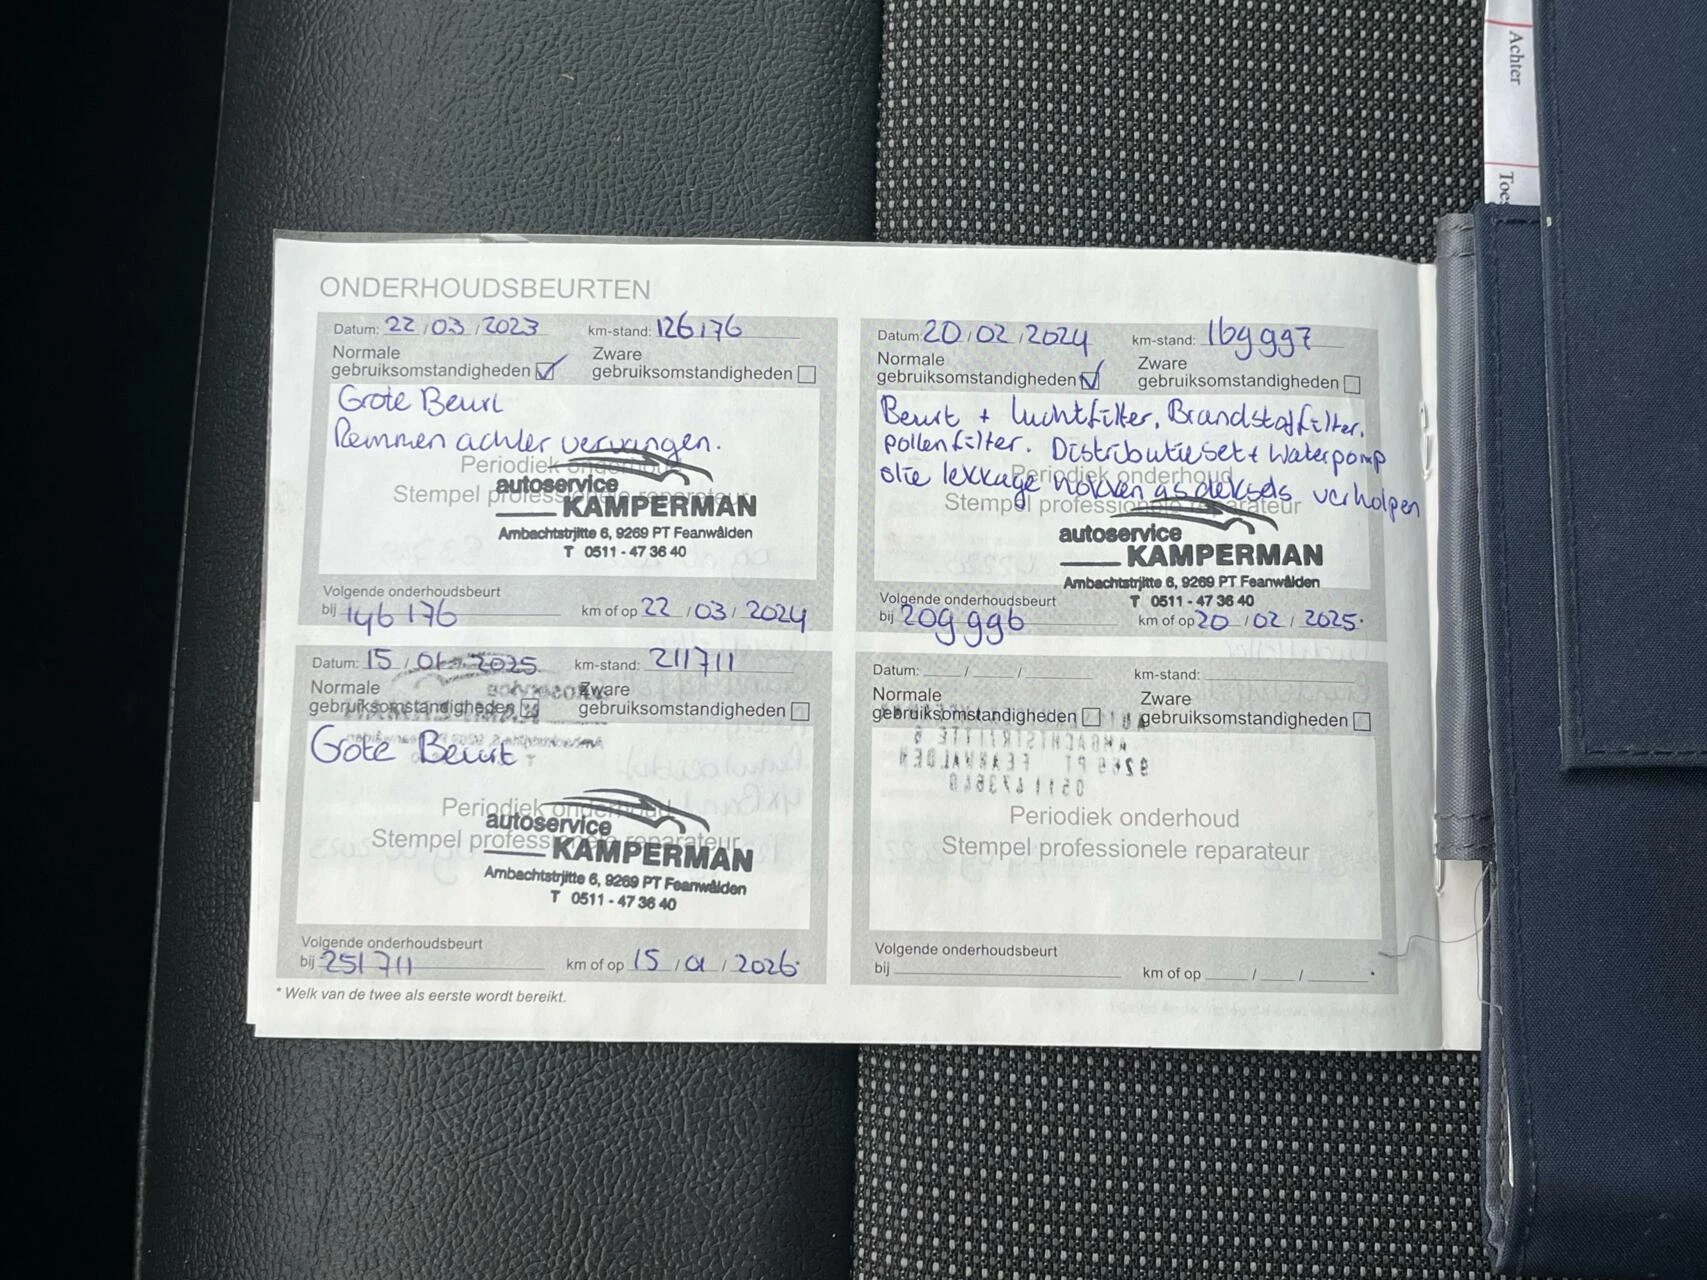 Achter
Toe
ONDERHOUDSBEURTEN
Datum: 22 / 03 / 2023 km-stand: 126176
Normale gebruiksomstandigheden
Zware gebruiksomstandigheden
Grote Beurt
Remmen achter vervangen.
Periodiek onderhoud
Stempel professionele reparateur
autoservice
KAMPERMAN
Ambachtstrjitte 6, 9269 PT Feanwâlden
T 0511 - 47 36 40
Volgende onderhoudsbeurt
bij 146176 km of op 22 / 03 / 2024
Datum: 20 / 02 / 2024 km-stand: 169997
Normale gebruiksomstandigheden
Zware gebruiksomstandigheden
Beurt + luchtfilter, Brandstoffilter,
pollenfilter. Distributieset + Waterpomp
olie lekkage nokken as deksels verholpen
Periodiek onderhoud
Stempel professionele reparateur
autoservice
KAMPERMAN
Ambachtstrjitte 6, 9269 PT Feanwâlden
T 0511 - 47 36 40
Volgende onderhoudsbeurt
bij 209996 km of op 20 / 02 / 2025
Datum: 15 / 01 / 2025 km-stand: 211711
Normale gebruiksomstandigheden
Zware gebruiksomstandigheden
Grote Beurt
Periodiek onderhoud
Stempel professionele reparateur
autoservice
KAMPERMAN
Ambachtstrjitte 6, 9269 PT Feanwâlden
T 0511 - 47 36 40
Volgende onderhoudsbeurt
bij 251711 km of op 15 / 01 / 2026
Datum: / / km-stand:
Normale gebruiksomstandigheden
Zware gebruiksomstandigheden
Periodiek onderhoud
Stempel professionele reparateur
Volgende onderhoudsbeurt
bij km of op / / *
* Welk van de twee als eerste wordt bereikt.